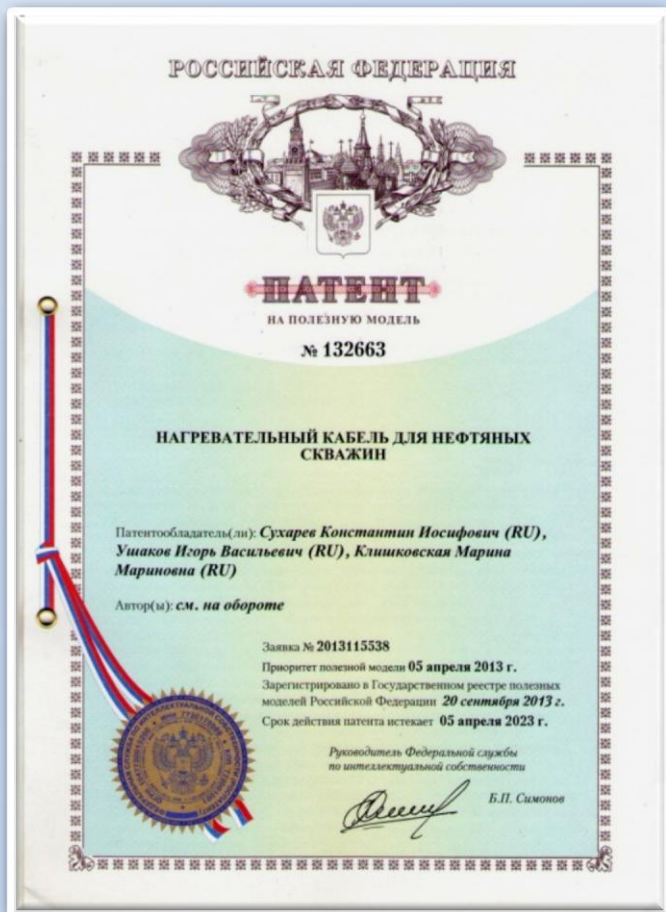 РОССИЙСКАЯ ФЕДЕРАЦИЯ
ПАТЕНТ
НА ПОЛЕЗНУЮ МОДЕЛЬ
№ 132663
НАГРЕВАТЕЛЬНЫЙ КАБЕЛЬ ДЛЯ НЕФТЯНЫХ
СКВАЖИН
Патентообладатель(ли): Сухарев Константин Иосифович (RU),
Ушаков Игорь Васильевич (RU), Клишковская Марина
Мариновна (RU)
Автор(ы): см. на обороте
Заявка № 2013115538
Приоритет полезной модели 05 апреля 2013 г.
Зарегистрировано в Государственном реестре полезных
моделей Российской Федерации 20 сентября 2013 г.
Срок действия патента истекает 05 апреля 2023 г.
Руководитель Федеральной службы
по интеллектуальной собственности
Б.П. Симонов